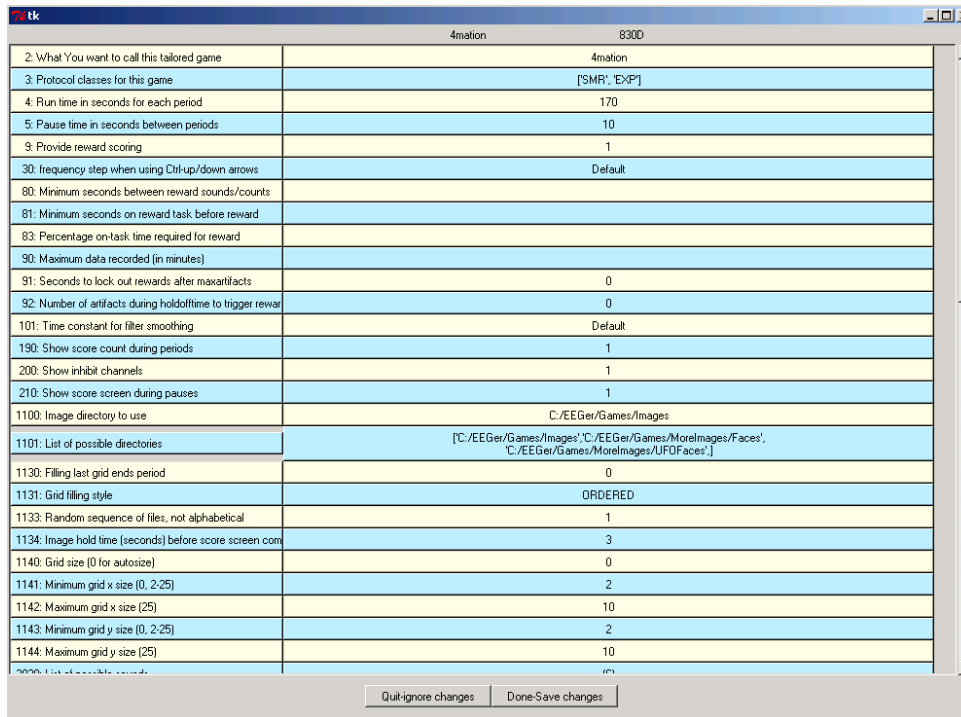 tk
4mation 830D
2: What You want to call this tailored game 4mation
3: Protocol classes for this game ['SMR', 'EXP']
4: Run time in seconds for each period 170
5: Pause time in seconds between periods 10
9: Provide reward scoring 1
30: frequency step when using Ctrl-up/down arrows Default
80: Minimum seconds between reward sounds/counts
81: Minimum seconds on reward task before reward
83: Percentage on-task time required for reward
90: Maximum data recorded (in minutes)
91: Seconds to lock out rewards after maxartifacts 0
92: Number of artifacts during holdofftime to trigger rewar 0
101: Time constant for filter smoothing Default
190: Show score count during periods 1
200: Show inhibit channels 1
210: Show score screen during pauses 1
1100: Image directory to use C:/EEGer/Games/Images
1101: List of possible directories ['C:/EEGer/Games/Images','C:/EEGer/Games/MoreImages/Faces',
'C:/EEGer/Games/MoreImages/UFOFaces',]
1130: Filling last grid ends period 0
1131: Grid filling style ORDERED
1133: Random sequence of files, not alphabetical 1
1134: Image hold time (seconds) before score screen com 3
1140: Grid size (0 for autosize) 0
1141: Minimum grid x size (0, 2-25) 2
1142: Maximum grid x size (25) 10
1143: Minimum grid y size (0, 2-25) 2
1144: Maximum grid y size (25) 10
Quit-ignore changes Done-Save changes